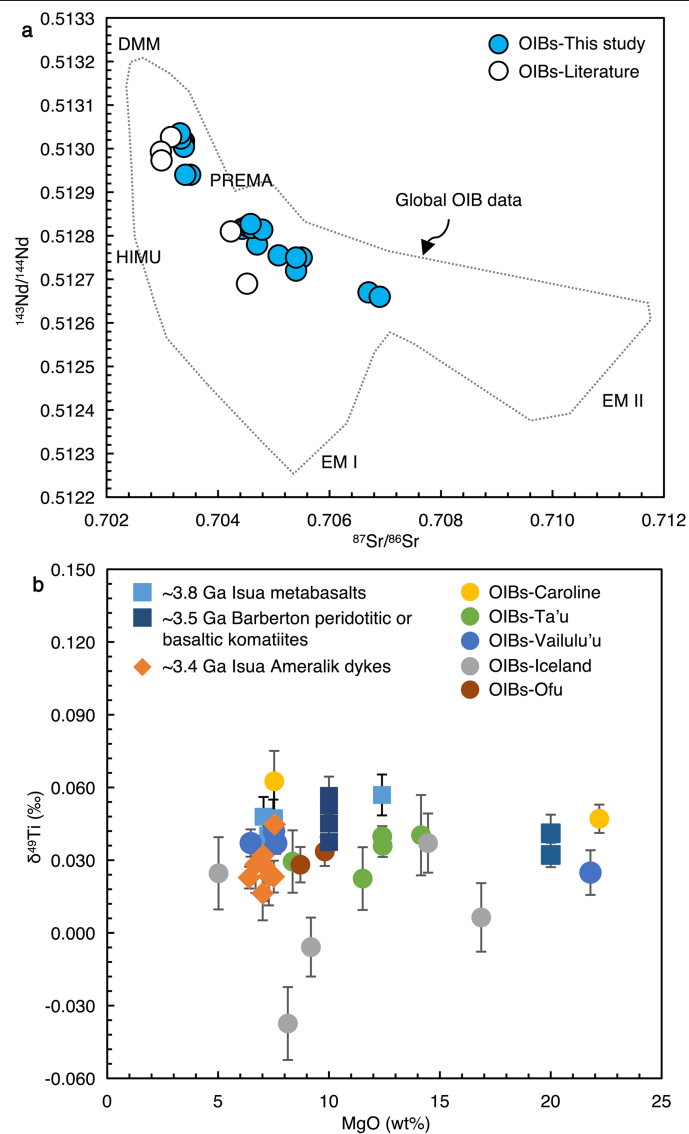 a
0.5133
0.5132
0.5131
0.5130
0.5129
0.5128
0.5127
0.5126
0.5125
0.5124
0.5123
0.5122
¹⁴³Nd/¹⁴⁴Nd
DMM
OIBs-This study
OIBs-Literature
PREMA
Global OIB data
HIMU
EM II
EM I
0.702 0.704 0.706 0.708 0.710 0.712
⁸⁷Sr/⁸⁶Sr
b
0.150
0.120
0.090
0.060
0.030
0.000
-0.030
-0.060
δ⁴⁹Ti (‰)
~3.8 Ga Isua metabasalts
~3.5 Ga Barberton peridotitic or
basaltic komatiites
~3.4 Ga Isua Ameralik dykes
OIBs-Caroline
OIBs-Ta'u
OIBs-Vailulu'u
OIBs-Iceland
OIBs-Ofu
0 5 10 15 20 25
MgO (wt%)